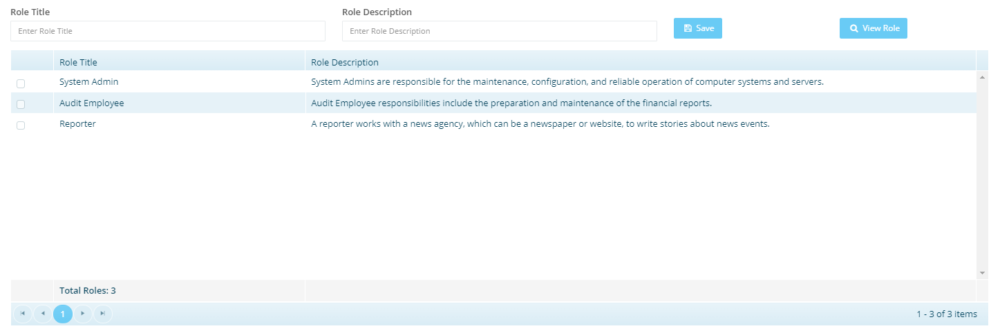 Role Title
Role Description
Enter Role Title
Enter Role Description
Save
View Role
Role Title
Role Description
System Admin
System Admins are responsible for the maintenance, configuration, and reliable operation of computer systems and servers.
Audit Employee
Audit Employee responsibilities include the preparation and maintenance of the financial reports.
Reporter
A reporter works with a news agency, which can be a newspaper or website, to write stories about news events.
Total Roles: 3
1
1 - 3 of 3 items